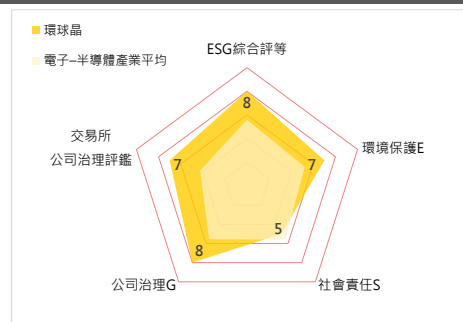 環球晶
電子–半導體產業平均
ESG綜合評等
8
交易所
公司治理評鑑
7
7
環境保護E
5
8
公司治理G
社會責任S